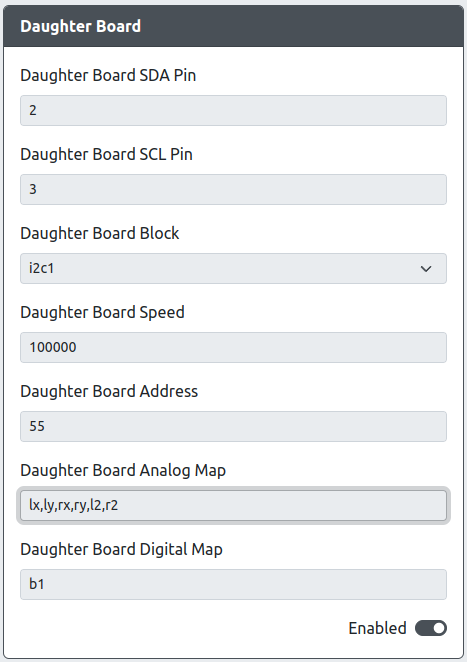 Daughter Board
Daughter Board SDA Pin
2
Daughter Board SCL Pin
3
Daughter Board Block
i2c1
Daughter Board Speed
100000
Daughter Board Address
55
Daughter Board Analog Map
lx,ly,rx,ry,l2,r2
Daughter Board Digital Map
b1
Enabled